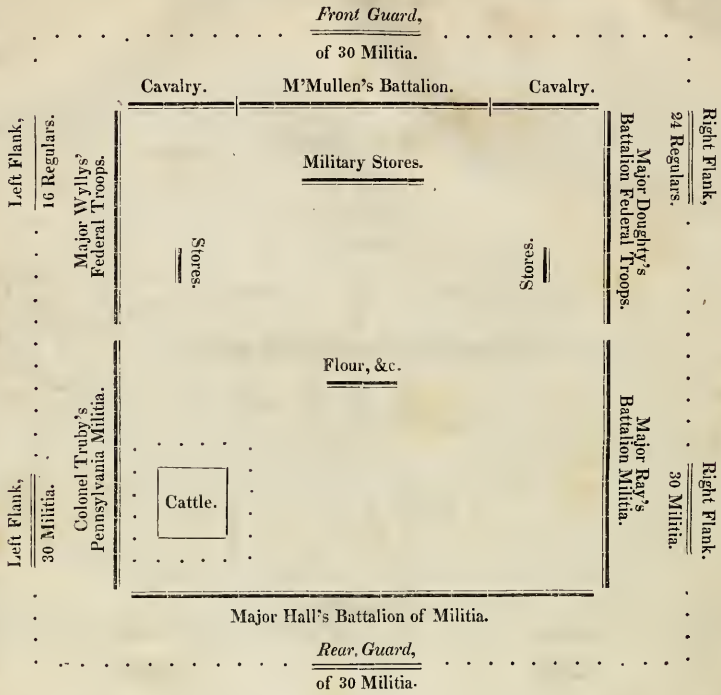 Front Guard,
of 30 Militia.
Cavalry.
M'Mullen's Battalion.
Cavalry.
Left Flank,
16 Regulars.
Major Wyllys'
Federal Troops.
Military Stores.
Major Doughty's
Battalion Federal Troops.
Right Flank,
24 Regulars.
Stores.
Stores.
Flour, &c.
Left Flank,
30 Militia.
Colonel Truby's
Pennsylvania Militia.
Cattle.
Major Ray's
Battalion Militia.
Right Flank.
30 Militia.
Major Hall's Battalion of Militia.
Rear, Guard,
of 30 Militia.